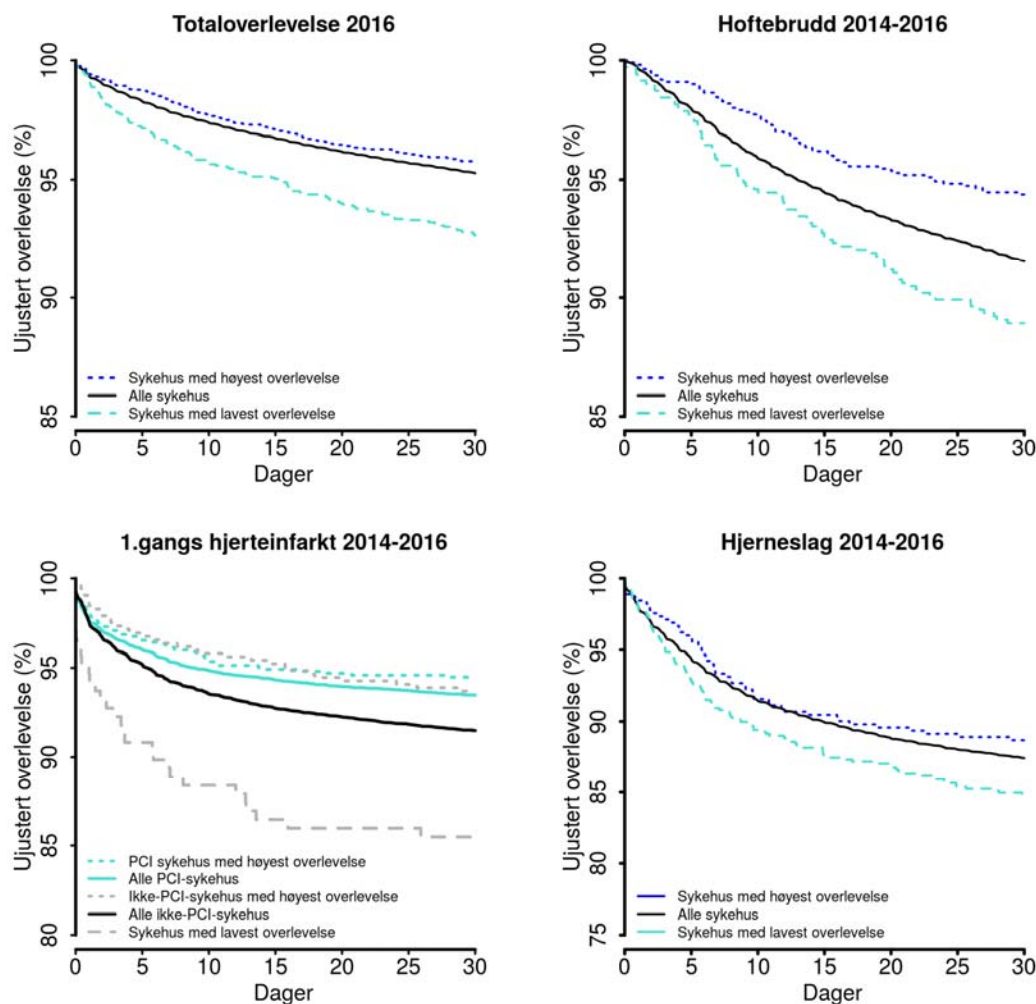 Totaloverlevelse 2016
Ujustert overlevelse (%)
100
95
90
85
Sykehus med høyest overlevelse
Alle sykehus
Sykehus med lavest overlevelse
0 5 10 15 20 25 30
Dager
Hoftebrudd 2014-2016
Ujustert overlevelse (%)
100
95
90
85
Sykehus med høyest overlevelse
Alle sykehus
Sykehus med lavest overlevelse
0 5 10 15 20 25 30
Dager
1.gangs hjerteinfarkt 2014-2016
Ujustert overlevelse (%)
100
95
90
85
80
PCI sykehus med høyest overlevelse
Alle PCI-sykehus
Ikke-PCI-sykehus med høyest overlevelse
Alle ikke-PCI-sykehus
Sykehus med lavest overlevelse
0 5 10 15 20 25 30
Dager
Hjerneslag 2014-2016
Ujustert overlevelse (%)
100
95
90
85
80
75
Sykehus med høyest overlevelse
Alle sykehus
Sykehus med lavest overlevelse
0 5 10 15 20 25 30
Dager